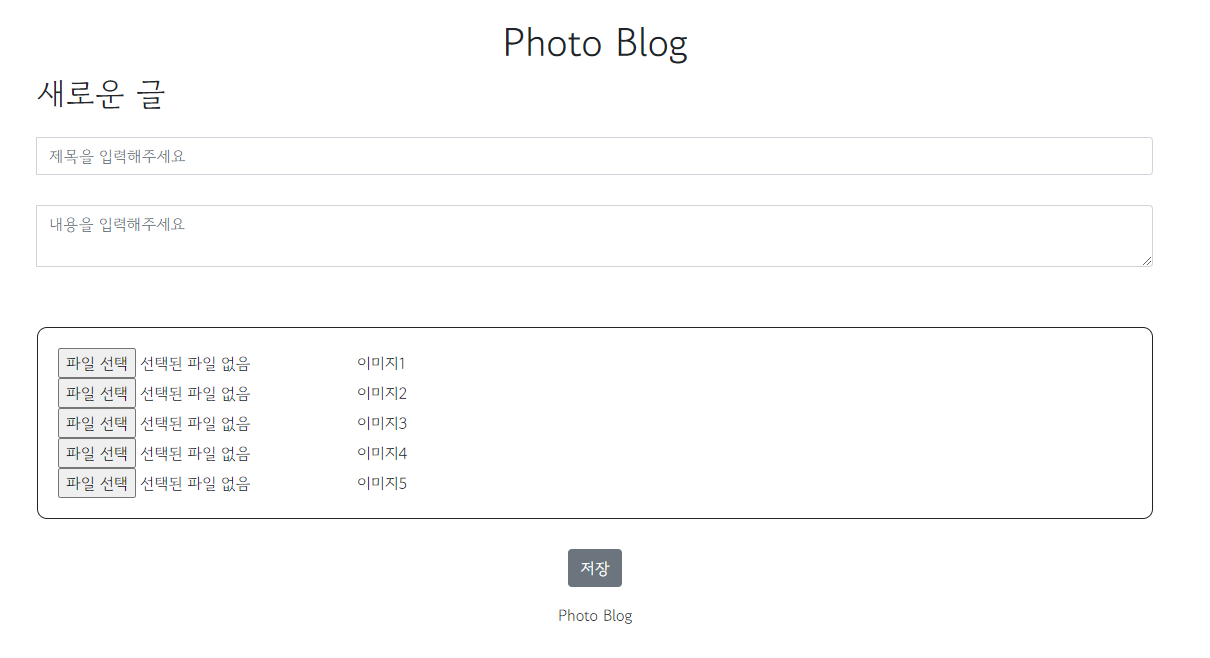 Photo Blog
새로운 글
제목을 입력해주세요
내용을 입력해주세요
파일 선택 선택된 파일 없음 이미지1
파일 선택 선택된 파일 없음 이미지2
파일 선택 선택된 파일 없음 이미지3
파일 선택 선택된 파일 없음 이미지4
파일 선택 선택된 파일 없음 이미지5
저장
Photo Blog